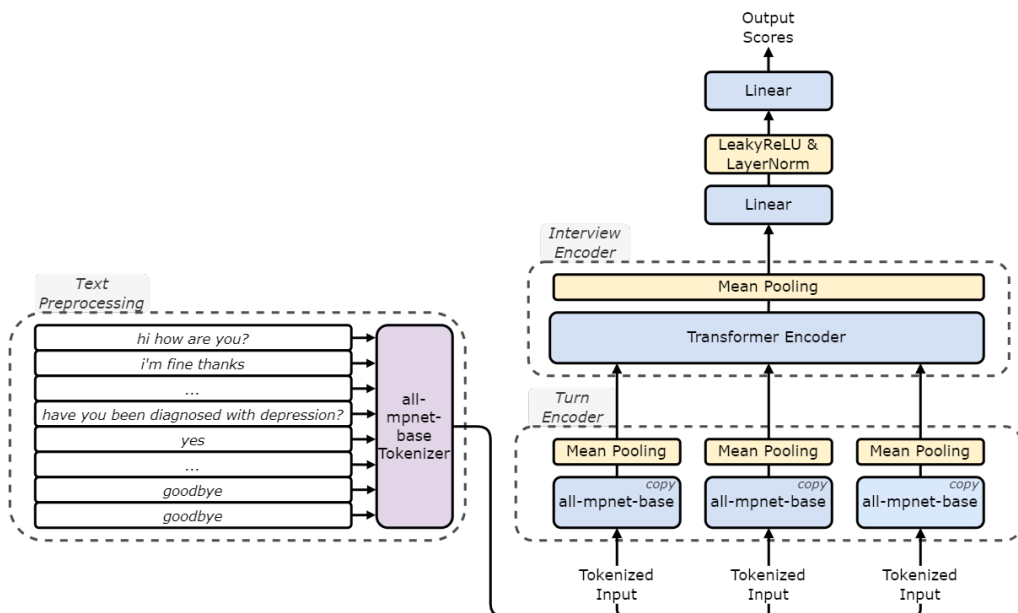 Output
Scores
Linear
LeakyReLU &
LayerNorm
Linear
Interview
Encoder
Mean Pooling
Transformer Encoder
Text
Preprocessing
hi how are you?
i'm fine thanks
...
have you been diagnosed with depression?
yes
...
goodbye
goodbye
all-
mpnet-
base
Tokenizer
Turn
Encoder
Mean Pooling
Mean Pooling
Mean Pooling
copy
all-mpnet-base
copy
all-mpnet-base
copy
all-mpnet-base
Tokenized
Input
Tokenized
Input
Tokenized
Input